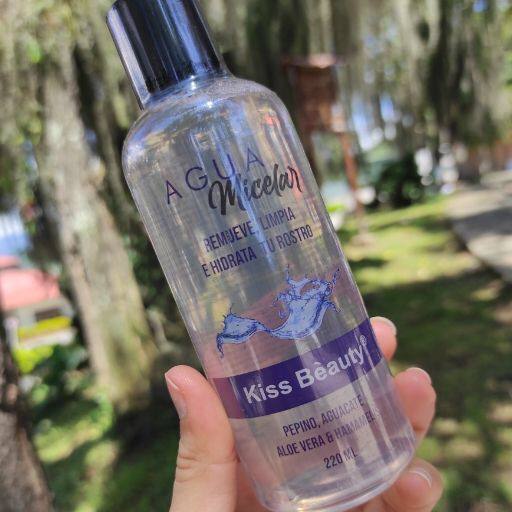 AGUA
Micelar
REMUEVE, LIMPIA
E HIDRATA TU ROSTRO
Kiss Beauty®
PEPINO, AGUACATE,
ALOE VERA & HAMAMELIS
220 ML